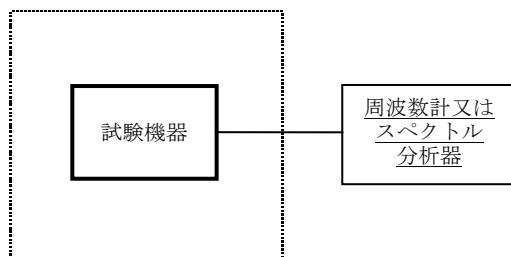 試験機器
周波数計又は
スペクトル
分析器